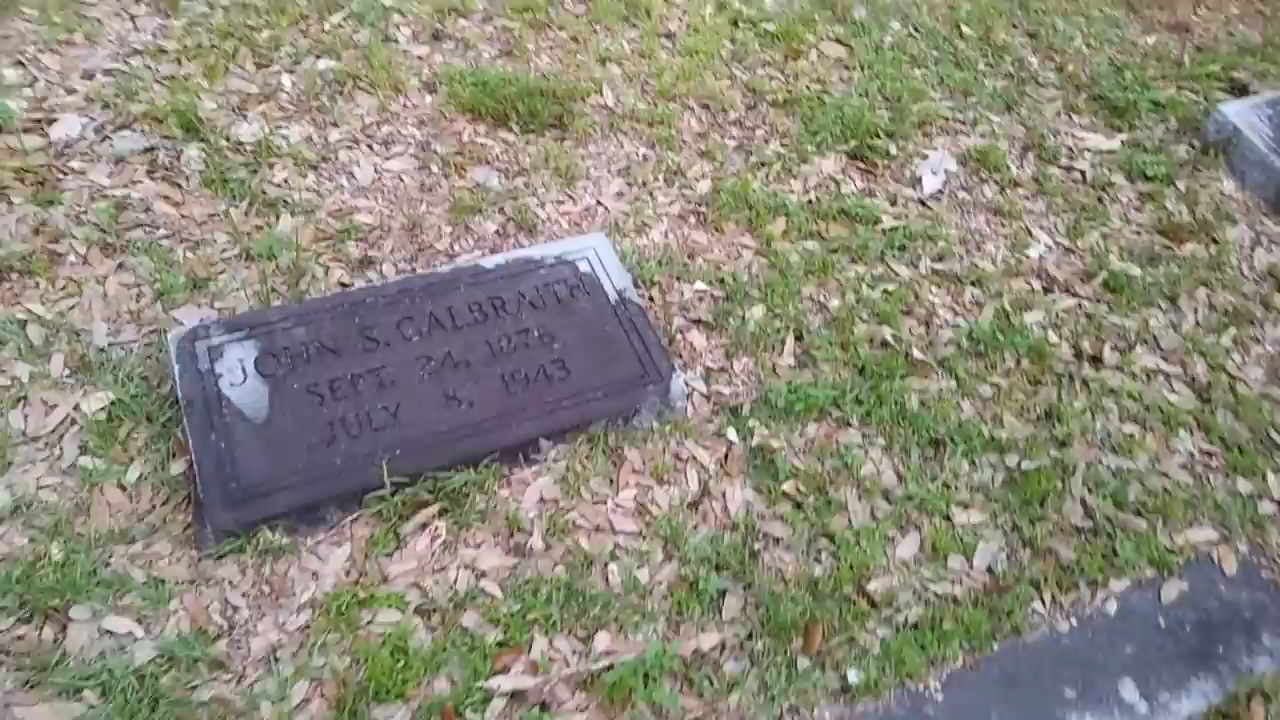 JOHN S. GALBRAITH
SEPT. 24, 1876
JULY 8, 1943